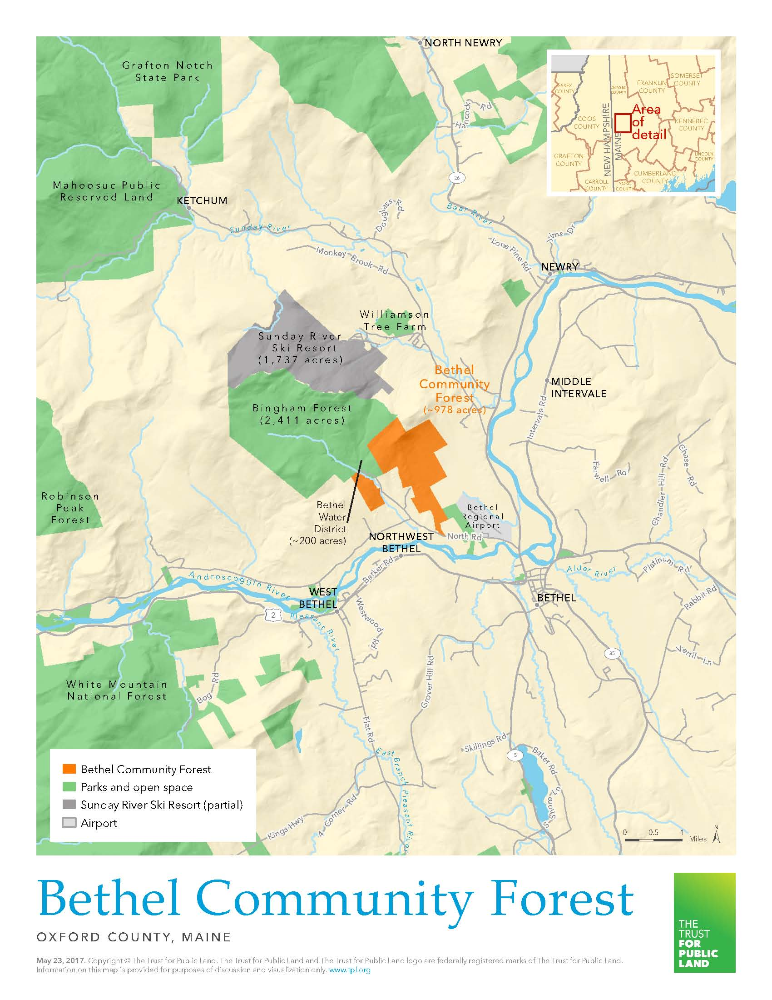 NORTH NEWRY
Grafton Notch
State Park
Hancock Rd
ESSEX
COUNTY
OXFORD
COUNTY
FRANKLIN
COUNTY
SOMERSET
COUNTY
COOS
COUNTY
NEW HAMPSHIRE
MAINE
Area
of
detail
KENNEBEC
COUNTY
GRAFTON
COUNTY
LINCOLN
COUNTY
CUMBERLAND
COUNTY
CARROLL
COUNTY
YORK
COUNTY
26
Mahoosuc Public
Reserved Land
KETCHUM
Sunday River
Douglass Rd
Bear River
Monkey Brook Rd
Lone Pine Rd
Jims Dr
NEWRY
Williamson
Tree Farm
Sunday River
Ski Resort
(1,737 acres)
Bethel
Community
Forest
(~978 acres)
MIDDLE
INTERVALE
Intervale Rd
Bingham Forest
(2,411 acres)
Farwell Rd
Chandler Hill Rd
Chase Rd
Robinson
Peak
Forest
Bethel
Water
District
(~200 acres)
Bethel
Regional
Airport
North Rd
NORTHWEST
BETHEL
Barker Rd
Androscoggin River
Alder River
Platinum Rd
Rabbit Rd
WEST
BETHEL
BETHEL
2
Pleasant River
Westwood Rd
35
Verril Ln
White Mountain
National Forest
Bog Rd
Grover Hill Rd
Flat Rd
Skillings Rd
5
Baker Rd
S Shore Ln
East Branch Pleasant River
4 Corner Rd
Kings Hwy
Bethel Community Forest
Parks and open space
Sunday River Ski Resort (partial)
Airport
0 0.5 1
Miles
N
Bethel Community Forest
OXFORD COUNTY, MAINE
May 23, 2017. Copyright © The Trust for Public Land. The Trust for Public Land and The Trust for Public Land logo are federally registered marks of The Trust for Public Land.
Information on this map is provided for purposes of discussion and visualization only. www.tpl.org
THE
TRUST
FOR
PUBLIC
LAND